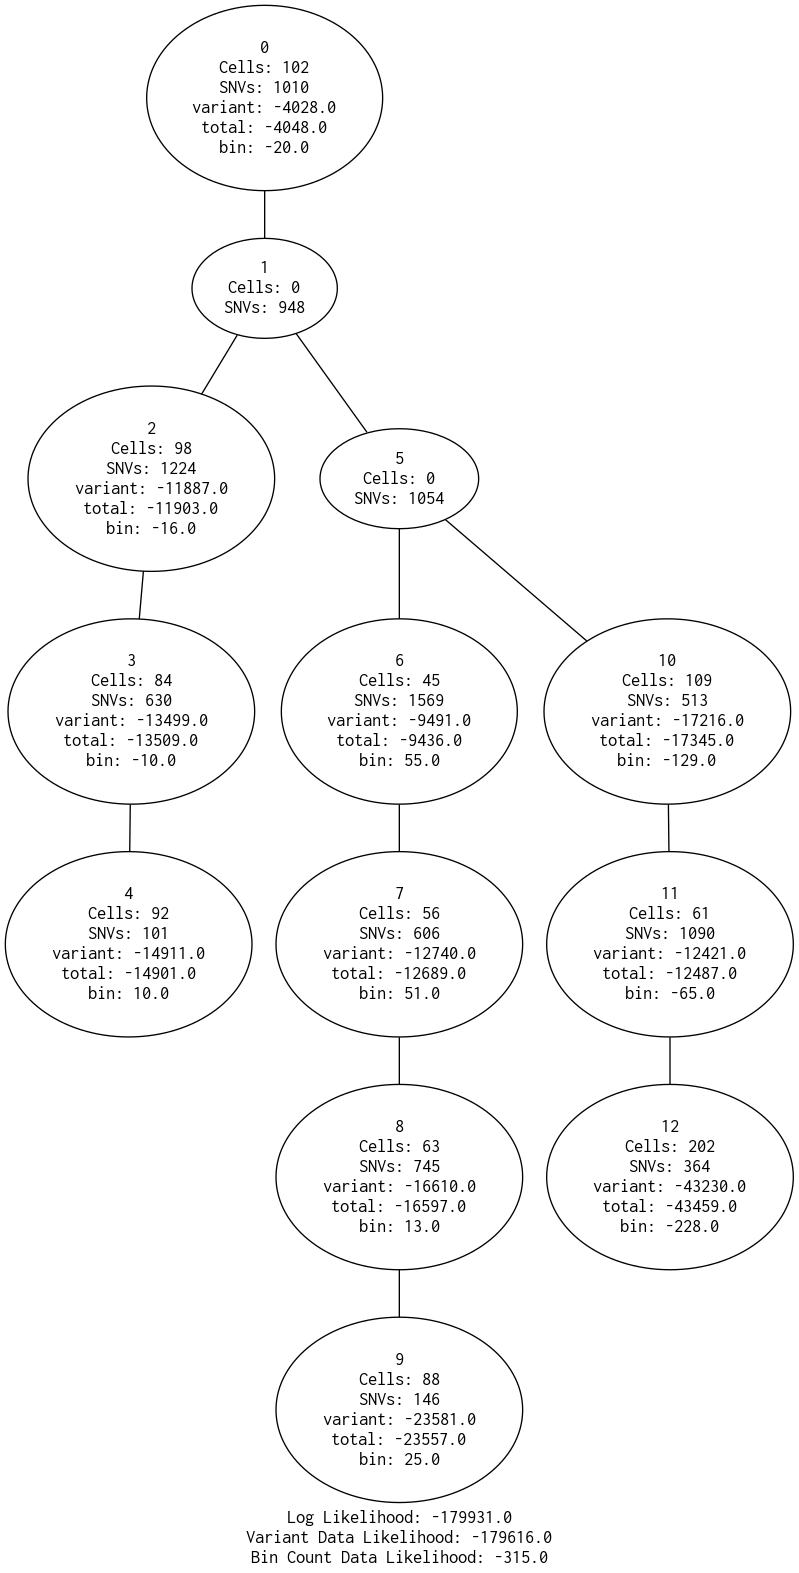 0
Cells: 102
SNVs: 1010
variant: -4028.0
total: -4048.0
bin: -20.0
1
Cells: 0
SNVs: 948
2
Cells: 98
SNVs: 1224
variant: -11887.0
total: -11903.0
bin: -16.0
5
Cells: 0
SNVs: 1054
3
Cells: 84
SNVs: 630
variant: -13499.0
total: -13509.0
bin: -10.0
6
Cells: 45
SNVs: 1569
variant: -9491.0
total: -9436.0
bin: 55.0
10
Cells: 109
SNVs: 513
variant: -17216.0
total: -17345.0
bin: -129.0
4
Cells: 92
SNVs: 101
variant: -14911.0
total: -14901.0
bin: 10.0
7
Cells: 56
SNVs: 606
variant: -12740.0
total: -12689.0
bin: 51.0
11
Cells: 61
SNVs: 1090
variant: -12421.0
total: -12487.0
bin: -65.0
8
Cells: 63
SNVs: 745
variant: -16610.0
total: -16597.0
bin: 13.0
12
Cells: 202
SNVs: 364
variant: -43230.0
total: -43459.0
bin: -228.0
9
Cells: 88
SNVs: 146
variant: -23581.0
total: -23557.0
bin: 25.0
Log Likelihood: -179931.0
Variant Data Likelihood: -179616.0
Bin Count Data Likelihood: -315.0